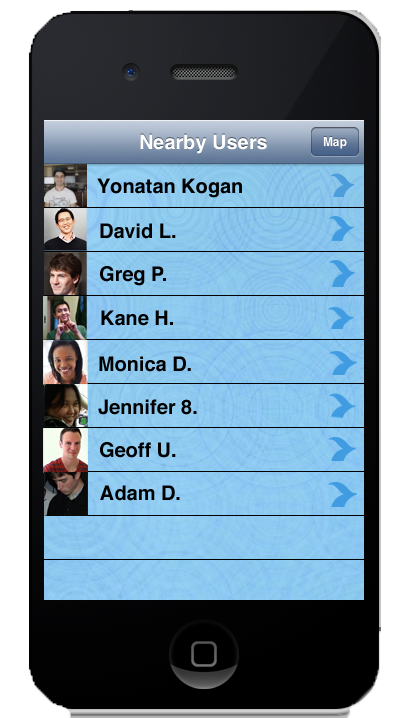 Nearby Users
Map
Yonatan Kogan
David L.
Greg P.
Kane H.
Monica D.
Jennifer 8.
Geoff U.
Adam D.